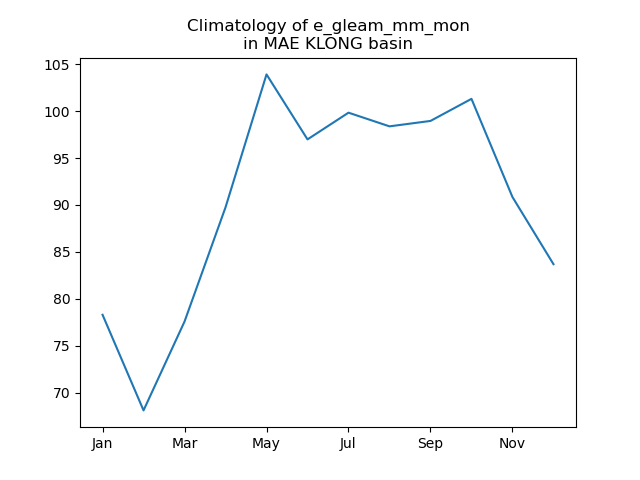 Climatology of e_gleam_mm_mon
in MAE KLONG basin
105
100
95
90
85
80
75
70
Jan
Mar
May
Jul
Sep
Nov